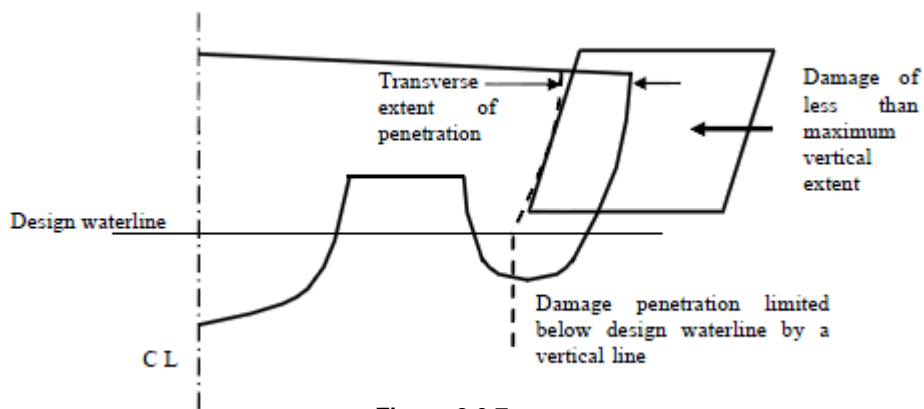 Transverse
extent of
penetration
Damage of
less than
maximum
vertical
extent
Design waterline
Damage penetration limited
below design waterline by a
vertical line
C L